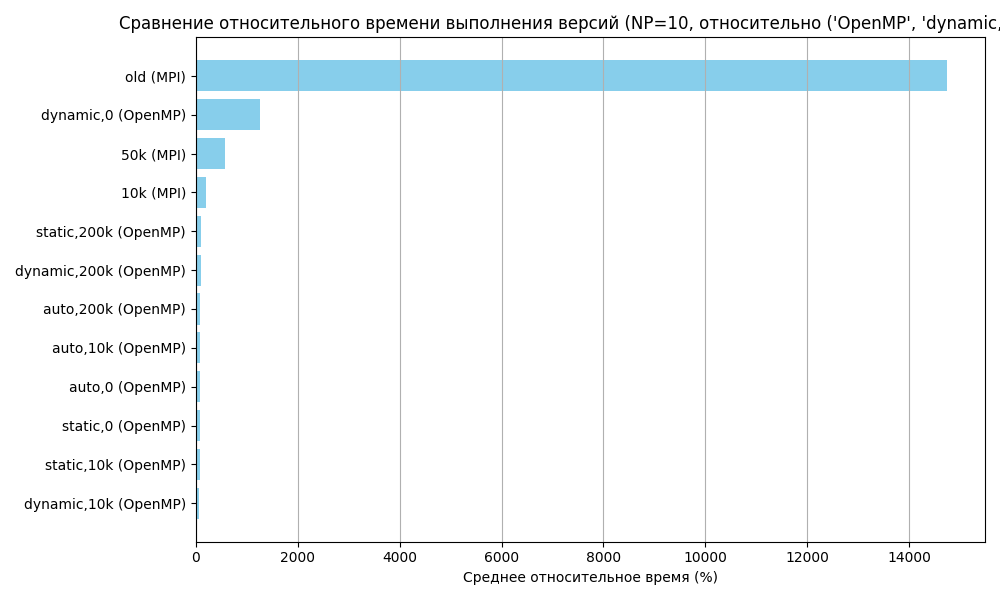 Сравнение относительного времени выполнения версий (NP=10, относительно ('OpenMP', 'dynamic,
old (MPI)
dynamic,0 (OpenMP)
50k (MPI)
10k (MPI)
static,200k (OpenMP)
dynamic,200k (OpenMP)
auto,200k (OpenMP)
auto,10k (OpenMP)
auto,0 (OpenMP)
static,0 (OpenMP)
static,10k (OpenMP)
dynamic,10k (OpenMP)
0 2000 4000 6000 8000 10000 12000 14000
Среднее относительное время (%)